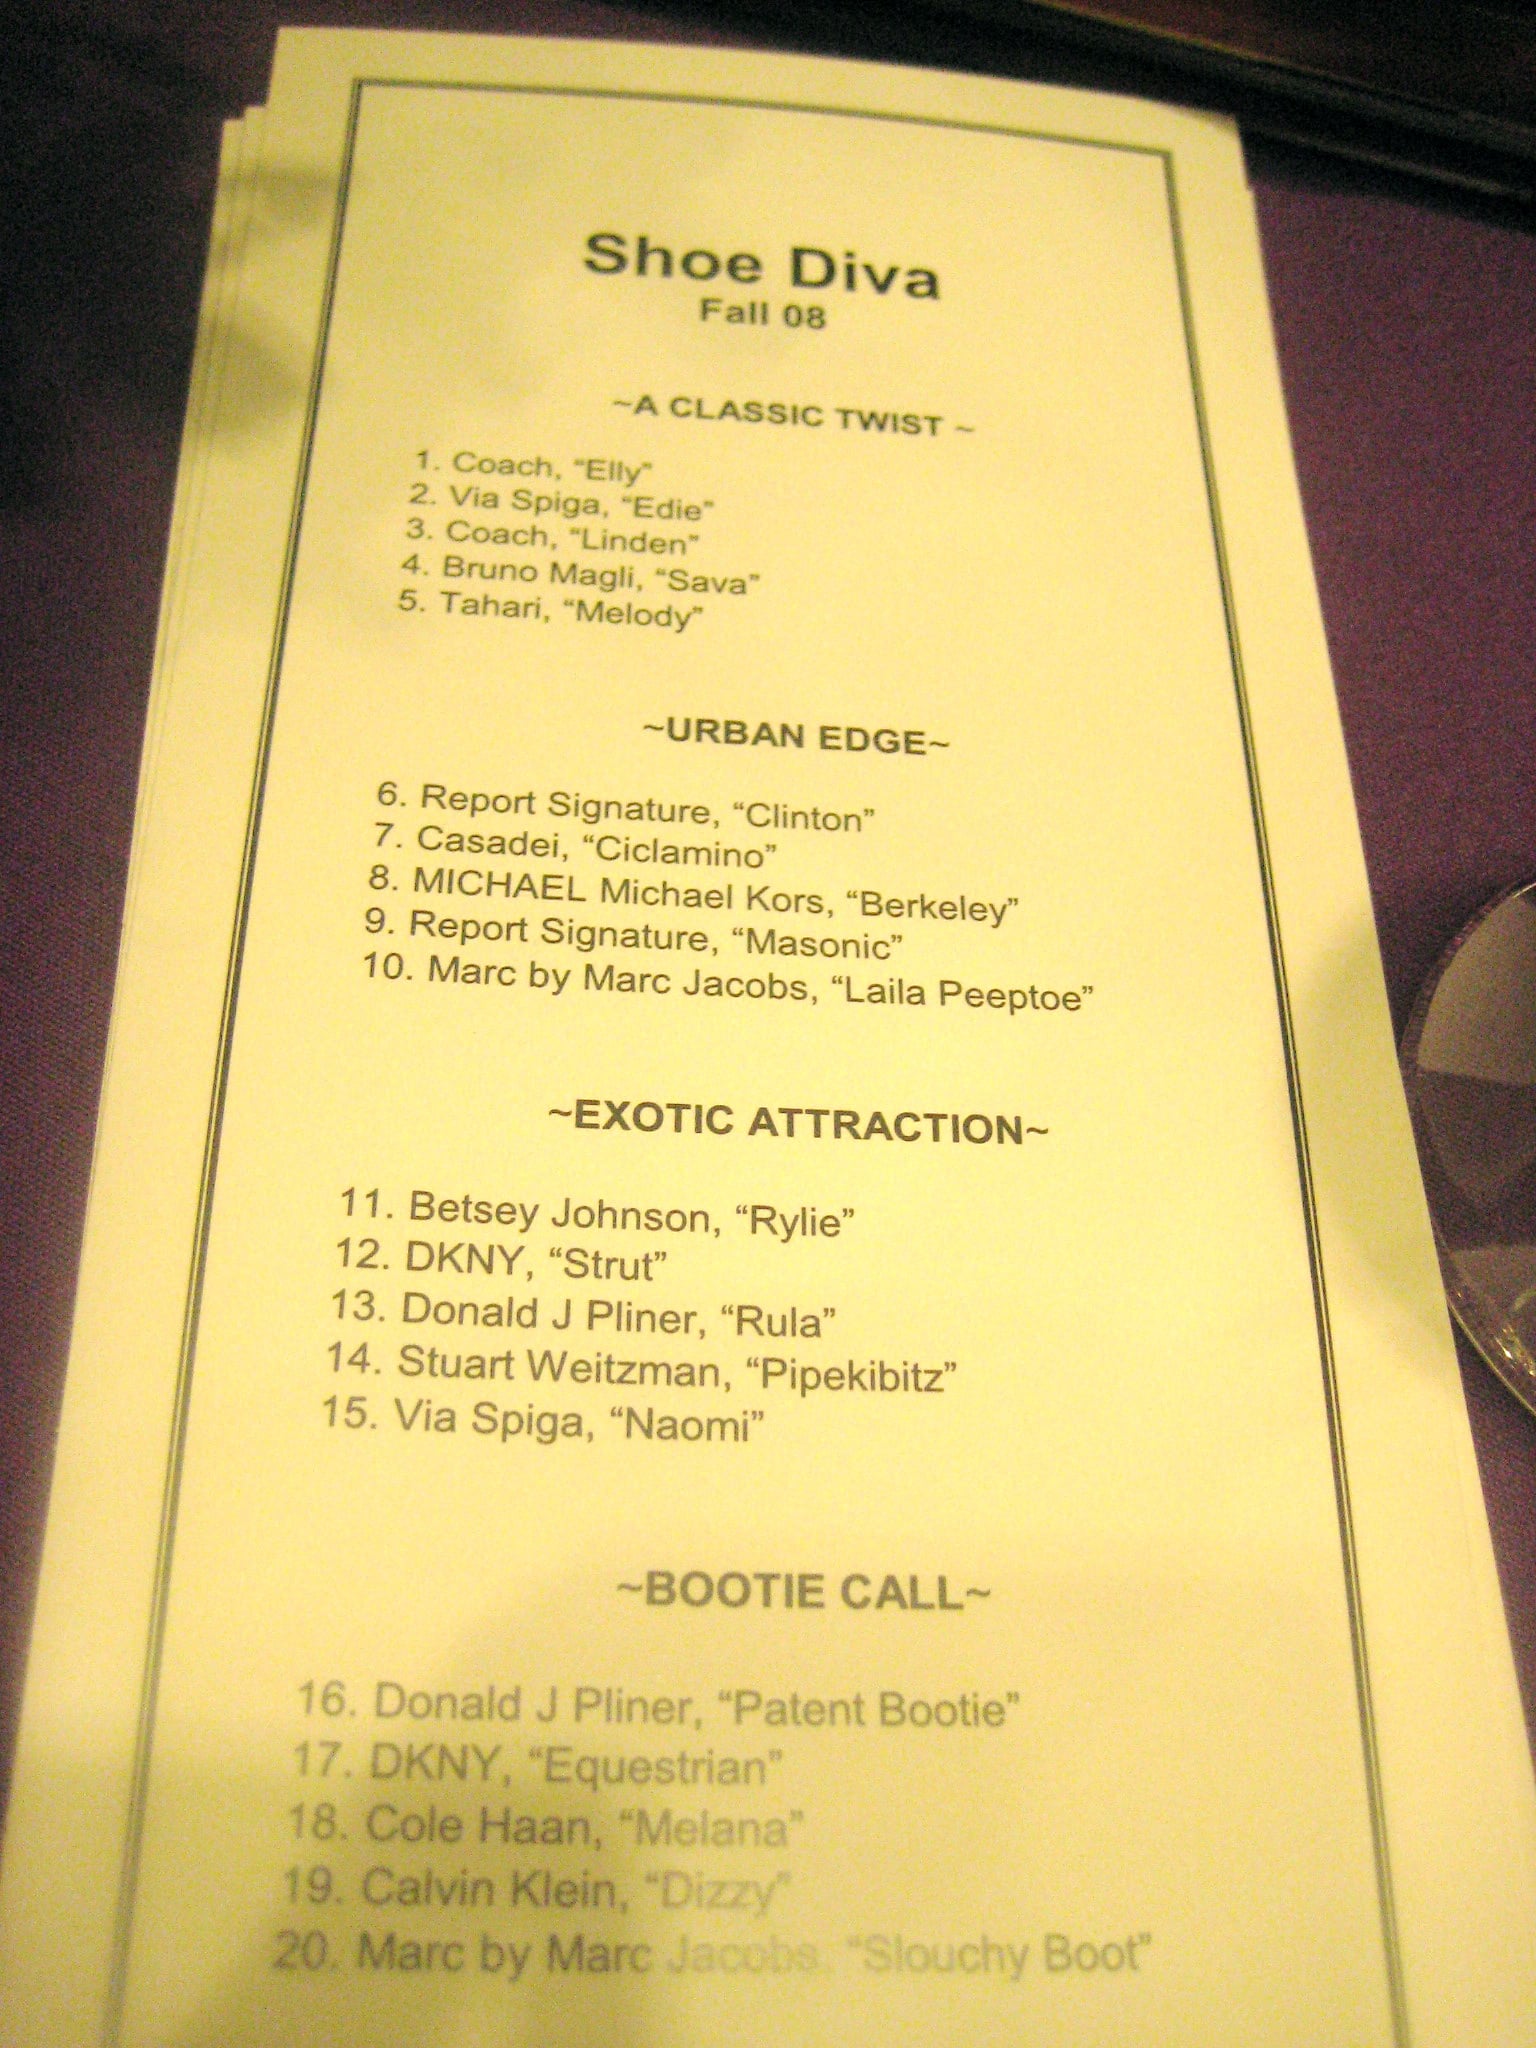 Shoe Diva
Fall 08
~A CLASSIC TWIST ~
1. Coach, “Elly”
2. Via Spiga, “Edie”
3. Coach, “Linden”
4. Bruno Magli, “Sava”
5. Tahari, “Melody”
~URBAN EDGE~
6. Report Signature, “Clinton”
7. Casadei, “Ciclamino”
8. MICHAEL Michael Kors, “Berkeley”
9. Report Signature, “Masonic”
10. Marc by Marc Jacobs, “Laila Peeptoe”
~EXOTIC ATTRACTION~
11. Betsey Johnson, “Rylie”
12. DKNY, “Strut”
13. Donald J Pliner, “Rula”
14. Stuart Weitzman, “Pipekibitz”
15. Via Spiga, “Naomi”
~BOOTIE CALL~
16. Donald J Pliner, “Patent Bootie”
17. DKNY, “Equestrian”
18. Cole Haan, “Melana”
19. Calvin Klein, “Dizzy”
20. Marc by Marc Jacobs, “Slouchy Boot”